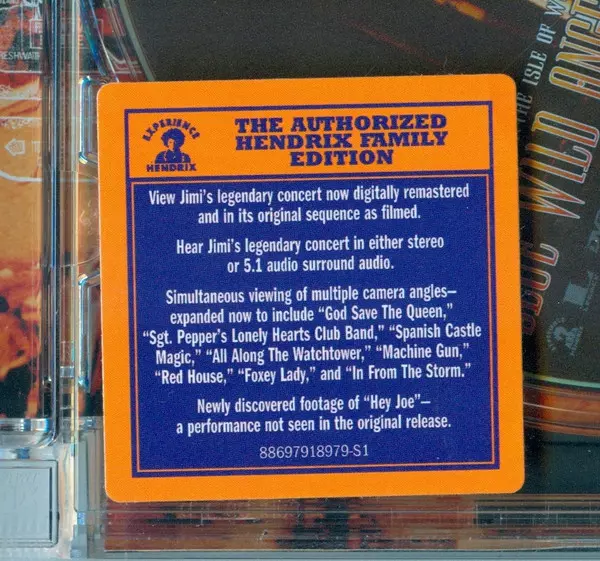 RESHWATE
THE ISLE OF W
BLUE WILD ANG
EXPERIENCE
HENDRIX
THE AUTHORIZED
HENDRIX FAMILY
EDITION
View Jimi's legendary concert now digitally remastered
and in its original sequence as filmed.
Hear Jimi's legendary concert in either stereo
or 5.1 audio surround audio.
Simultaneous viewing of multiple camera angles—
expanded now to include “God Save The Queen,”
“Sgt. Pepper's Lonely Hearts Club Band,” “Spanish Castle
Magic,” “All Along The Watchtower,” “Machine Gun,”
“Red House,” “Foxey Lady,” and “In From The Storm.”
Newly discovered footage of “Hey Joe”—
a performance not seen in the original release.
88697918979-S1